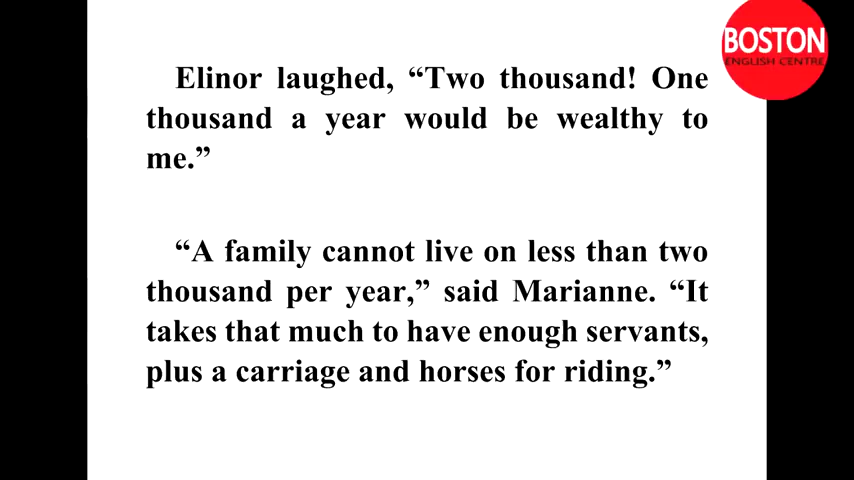 BOSTON
ENGLISH CENTRE
Elinor laughed, “Two thousand! One
thousand a year would be wealthy to
me.”
“A family cannot live on less than two
thousand per year,” said Marianne. “It
takes that much to have enough servants,
plus a carriage and horses for riding.”